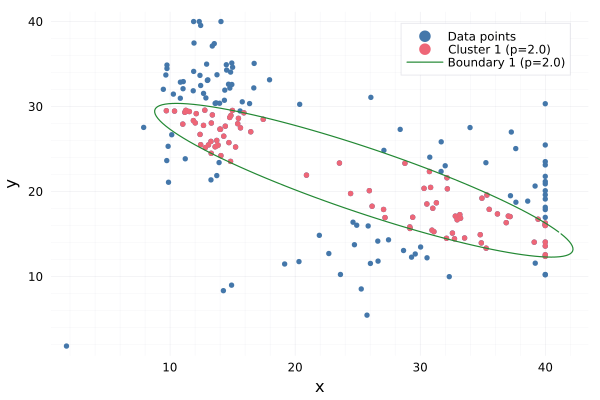 40
Data points
Cluster 1 (p=2.0)
Boundary 1 (p=2.0)
30
y
20
10
10 20 30 40
x